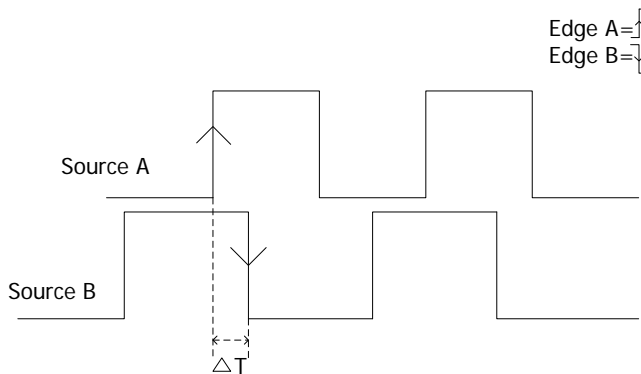 Edge A=
Edge B=
Source A
Source B
△T